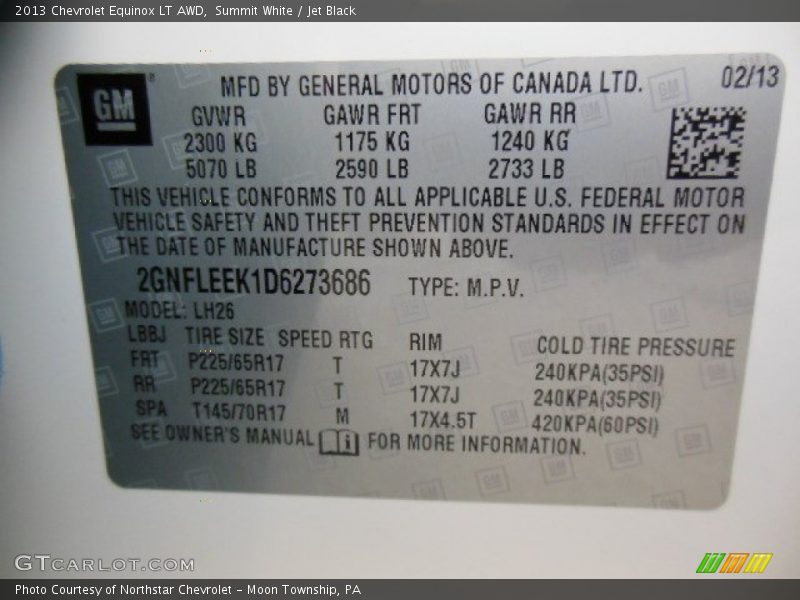 2013 Chevrolet Equinox LT AWD, Summit White / Jet Black
GM ® MFD BY GENERAL MOTORS OF CANADA LTD. 02/13
GVWR GAWR FRT GAWR RR
2300 KG 1175 KG 1240 KG
5070 LB 2590 LB 2733 LB
THIS VEHICLE CONFORMS TO ALL APPLICABLE U.S. FEDERAL MOTOR
VEHICLE SAFETY AND THEFT PREVENTION STANDARDS IN EFFECT ON
THE DATE OF MANUFACTURE SHOWN ABOVE.
2GNFLEEK1D6273686 TYPE: M.P.V.
MODEL: LH26
LBBJ TIRE SIZE SPEED RTG RIM COLD TIRE PRESSURE
FRT P225/65R17 T 17X7J 240KPA(35PSI)
RR P225/65R17 T 17X7J 240KPA(35PSI)
SPA T145/70R17 M 17X4.5T 420KPA(60PSI)
SEE OWNER'S MANUAL FOR MORE INFORMATION.
GTCARLOT.COM
Photo Courtesy of Northstar Chevrolet - Moon Township, PA